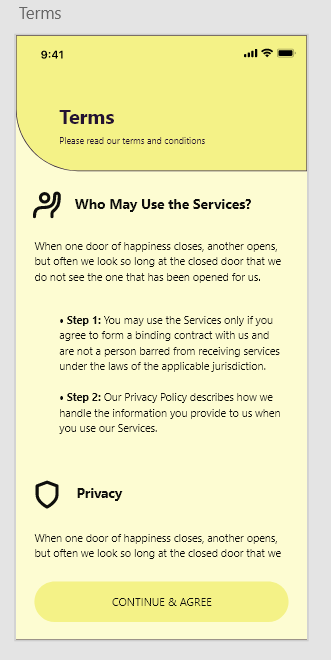 Terms
9:41
Terms
Please read our terms and conditions
Who May Use the Services?
When one door of happiness closes, another opens,
but often we look so long at the closed door that we
do not see the one that has been opened for us.
• Step 1: You may use the Services only if you
agree to form a binding contract with us and
are not a person barred from receiving services
under the laws of the applicable jurisdiction.
• Step 2: Our Privacy Policy describes how we
handle the information you provide to us when
you use our Services.
Privacy
When one door of happiness closes, another opens,
but often we look so long at the closed door that we
CONTINUE & AGREE